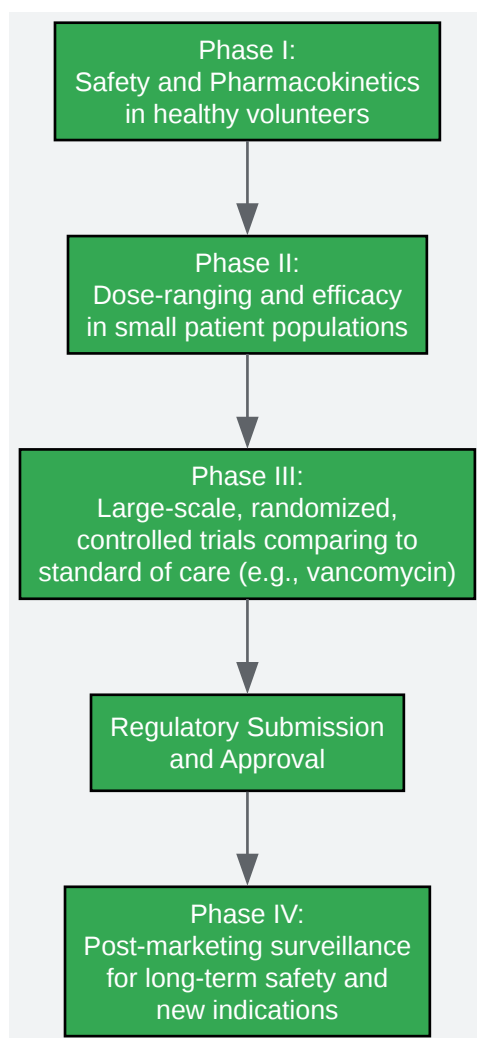 Phase I:
Safety and Pharmacokinetics
in healthy volunteers
Phase II:
Dose-ranging and efficacy
in small patient populations
Phase III:
Large-scale, randomized,
controlled trials comparing to
standard of care (e.g., vancomycin)
Regulatory Submission
and Approval
Phase IV:
Post-marketing surveillance
for long-term safety and
new indications